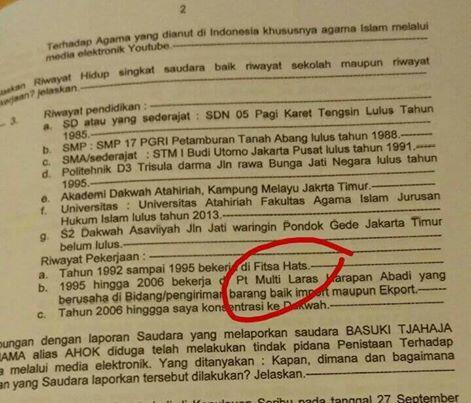 2
Terhadap Agama yang dianut di Indonesia khususnya agama Islam melalui
media elektronik Youtube.
Riwayat Hidup singkat saudara baik riwayat sekolah maupun riwayat
jelaskan.
3. Riwayat pendidikan :
a. SD atau yang sederajat : SDN 05 Pagi Karet Tengsin Lulus Tahun
1985.
b. SMP : SMP 17 PGRI Petamburan Tanah Abang lulus tahun 1988.
c. SMA/sederajat : STM I Budi Utomo Jakarta Pusat lulus tahun 1991.
d. Politehnik D3 Trisula darma Jln rawa Bunga Jati Negara lulus tahun
1995.
e. Akademi Dakwah Atahiriah, Kampung Melayu Jakrta Timur.
f. Universitas : Universitas Atahiriah Fakultas Agama Islam Jurusan
Hukum Islam lulus tahun 2013.
g. S2 Dakwah Asaviiyah Jln Jati waringin Pondok Gede Jakarta Timur
belum lulus.
Riwayat Pekerjaan :
a. Tahun 1992 sampai 1995 bekerja di Fitsa Hats.
b. 1995 hingga 2006 bekerja di Pt Multi Laras Harapan Abadi yang
berusaha di Bidang/pengiriman barang baik import maupun Ekport.
c. Tahun 2006 hinggga saya konsentrasi ke Dakwah.
dengan laporan Saudara yang melaporkan saudara BASUKI TJAHAJA
alias AHOK diduga telah melakukan tindak pidana Penistaan Terhadap
melalui media elektronik. Yang ditanyakan : Kapan, dimana dan bagaimana
yang Saudara laporkan tersebut dilakukan? Jelaskan.
Kepulauan Seribu pada tanggal 27 September